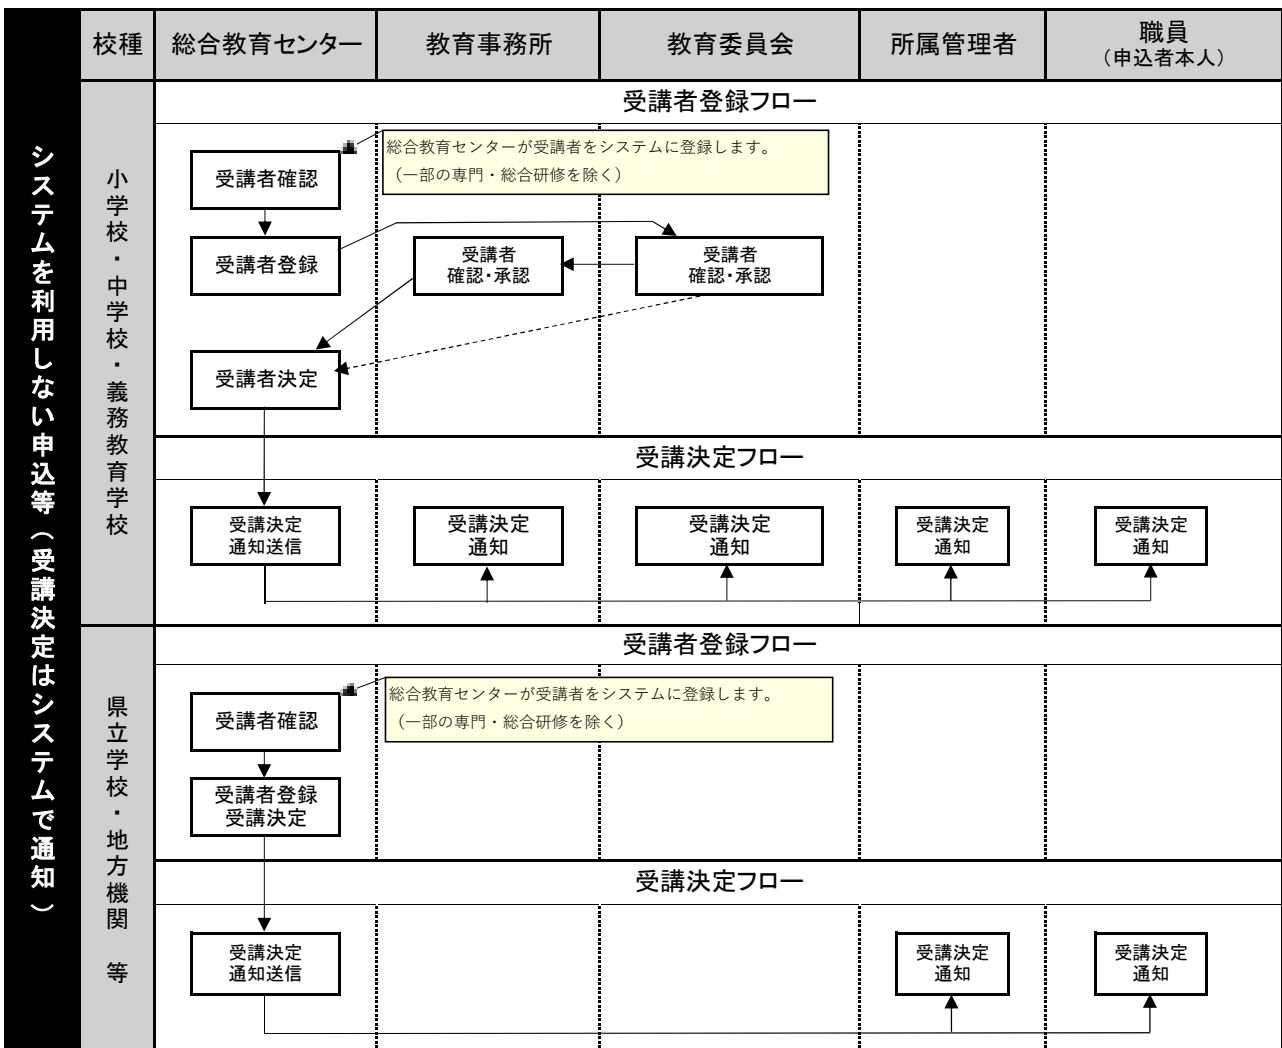 システムを利用しない申込等（受講決定はシステムで通知）
校種
総合教育センター
教育事務所
教育委員会
所属管理者
職員
（申込者本人）
小学校・中学校・義務教育学校
受講者登録フロー
総合教育センターが受講者をシステムに登録します。
（一部の専門・総合研修を除く）
受講者確認
受講者登録
受講者
確認・承認
受講者
確認・承認
受講者決定
受講決定フロー
受講決定
通知送信
受講決定
通知
受講決定
通知
受講決定
通知
受講決定
通知
県立学校・地方機関　等
受講者登録フロー
総合教育センターが受講者をシステムに登録します。
（一部の専門・総合研修を除く）
受講者確認
受講者登録
受講決定
受講決定フロー
受講決定
通知送信
受講決定
通知
受講決定
通知